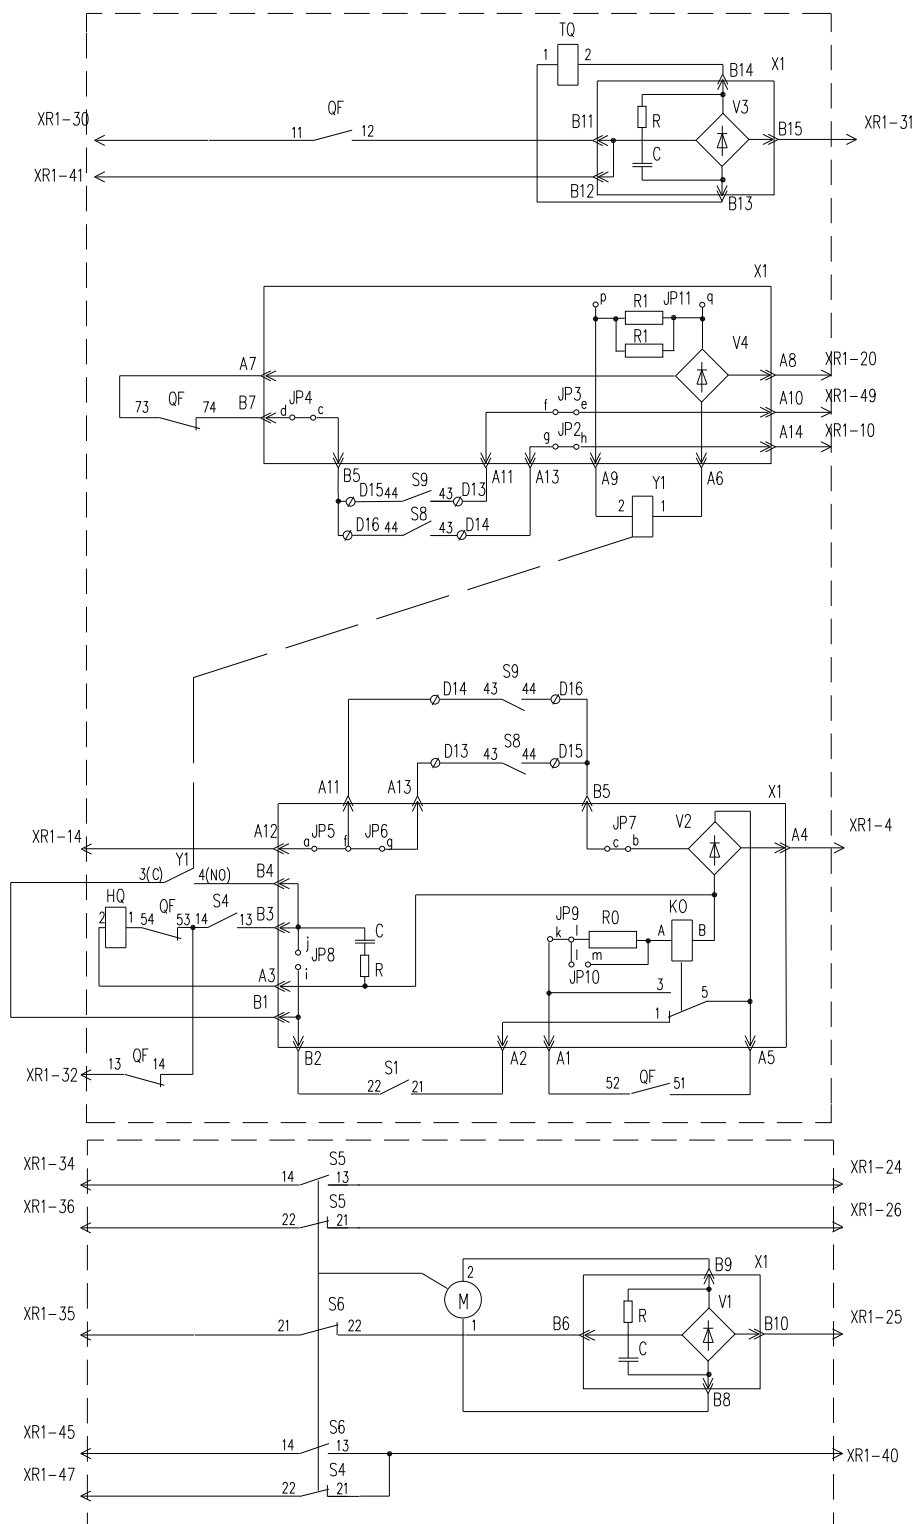 TQ
1 2
B14 X1
XR1-30 QF R V3 XR1-31
11 12 B11 B15
C
XR1-41 B12 B13
X1
p R1 JP11 q
R1 V4
A7 A8 XR1-20
73 QF 74 B7 d JP4 c f JP3 e A10 XR1-49
g JP2 h A14 XR1-10
B5 S9 A11 A13 A9 Y1 A6
D15 44 43 D13
2 1
D16 44 S8 43 D14
S9
D14 43 44 D16
S8
D13 43 44 D15
A11 A13 B5 X1
XR1-14 A12 JP5 JP6 JP7 V2 A4 XR1-4
a f g c b
Y1
3(C) 4(NO) B4
HQ
2 1 54 QF 53 14 S4 13 B3 C JP9 R0 K0
j k l A B
JP8 l m
A3 i R JP10
B1 3
1 5
B2 A2 A1 A5
XR1-32 13 QF 14 S1 QF
22 21 52 51
XR1-34 S5 XR1-24
14 13
XR1-36 S5 XR1-26
22 21
B9 X1
2
M V1
XR1-35 S6 1 R XR1-25
21 22 B6 B10
C
B8
XR1-45 S6
14 13 XR1-40
XR1-47 S4
22 21